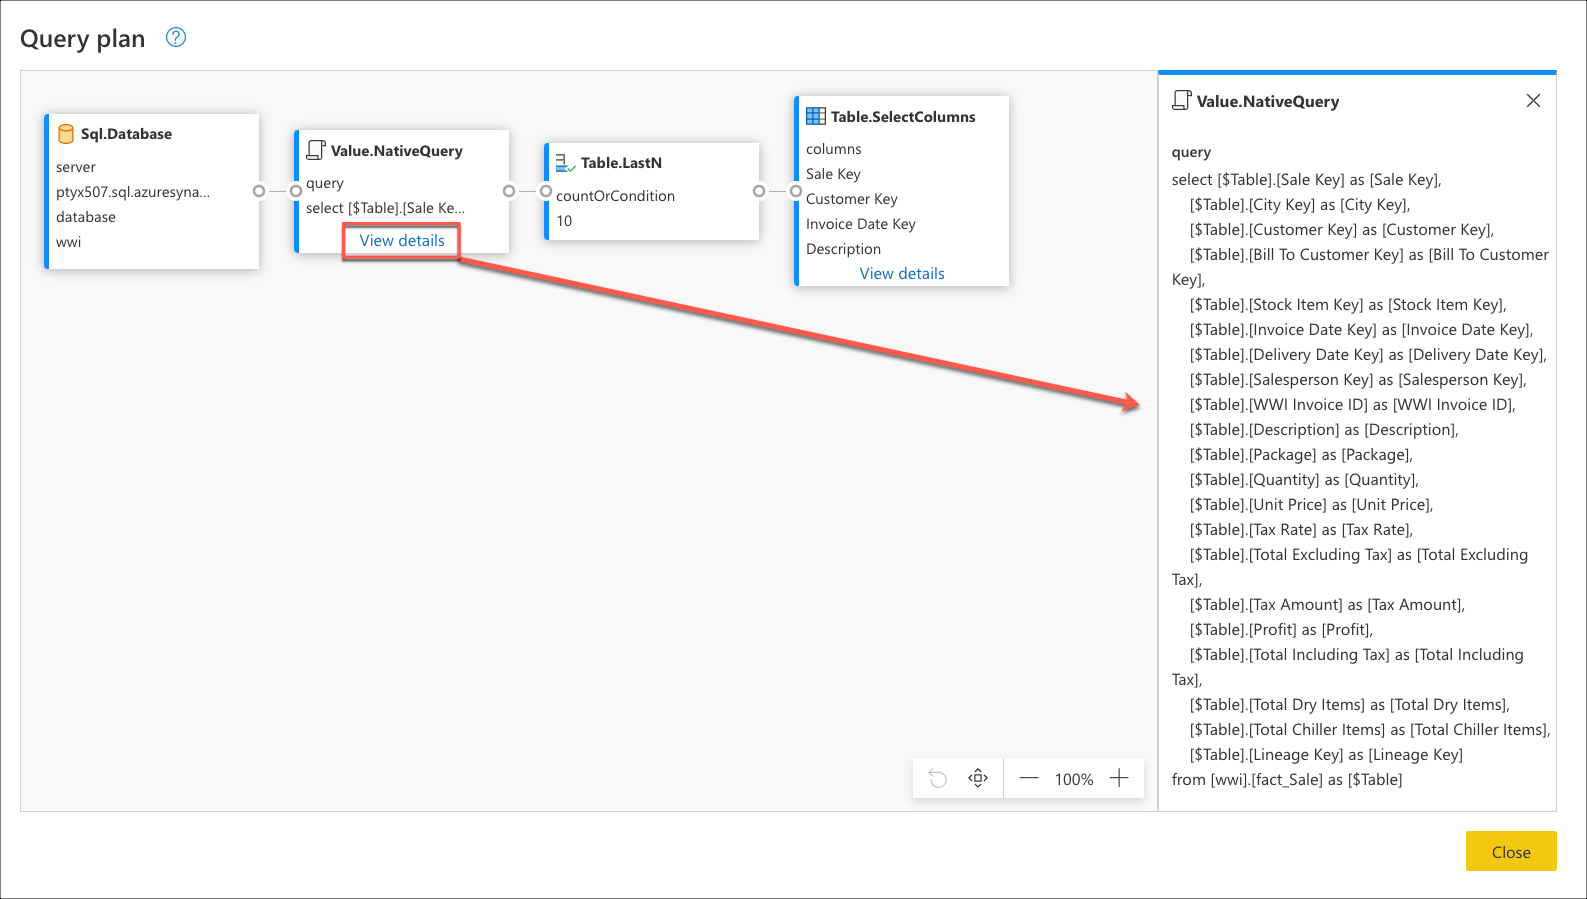 Query plan
Sql.Database
server
ptyx507.sql.azuresyna...
database
wwi
Value.NativeQuery
query
select [$Table].[Sale Ke...
View details
Table.LastN
countOrCondition
10
Table.SelectColumns
columns
Sale Key
Customer Key
Invoice Date Key
Description
View details
100%
Value.NativeQuery
query
select [$Table].[Sale Key] as [Sale Key],
[$Table].[City Key] as [City Key],
[$Table].[Customer Key] as [Customer Key],
[$Table].[Bill To Customer Key] as [Bill To Customer
Key],
[$Table].[Stock Item Key] as [Stock Item Key],
[$Table].[Invoice Date Key] as [Invoice Date Key],
[$Table].[Delivery Date Key] as [Delivery Date Key],
[$Table].[Salesperson Key] as [Salesperson Key],
[$Table].[WWI Invoice ID] as [WWI Invoice ID],
[$Table].[Description] as [Description],
[$Table].[Package] as [Package],
[$Table].[Quantity] as [Quantity],
[$Table].[Unit Price] as [Unit Price],
[$Table].[Tax Rate] as [Tax Rate],
[$Table].[Total Excluding Tax] as [Total Excluding
Tax],
[$Table].[Tax Amount] as [Tax Amount],
[$Table].[Profit] as [Profit],
[$Table].[Total Including Tax] as [Total Including
Tax],
[$Table].[Total Dry Items] as [Total Dry Items],
[$Table].[Total Chiller Items] as [Total Chiller Items],
[$Table].[Lineage Key] as [Lineage Key]
from [wwi].[fact_Sale] as [$Table]
Close